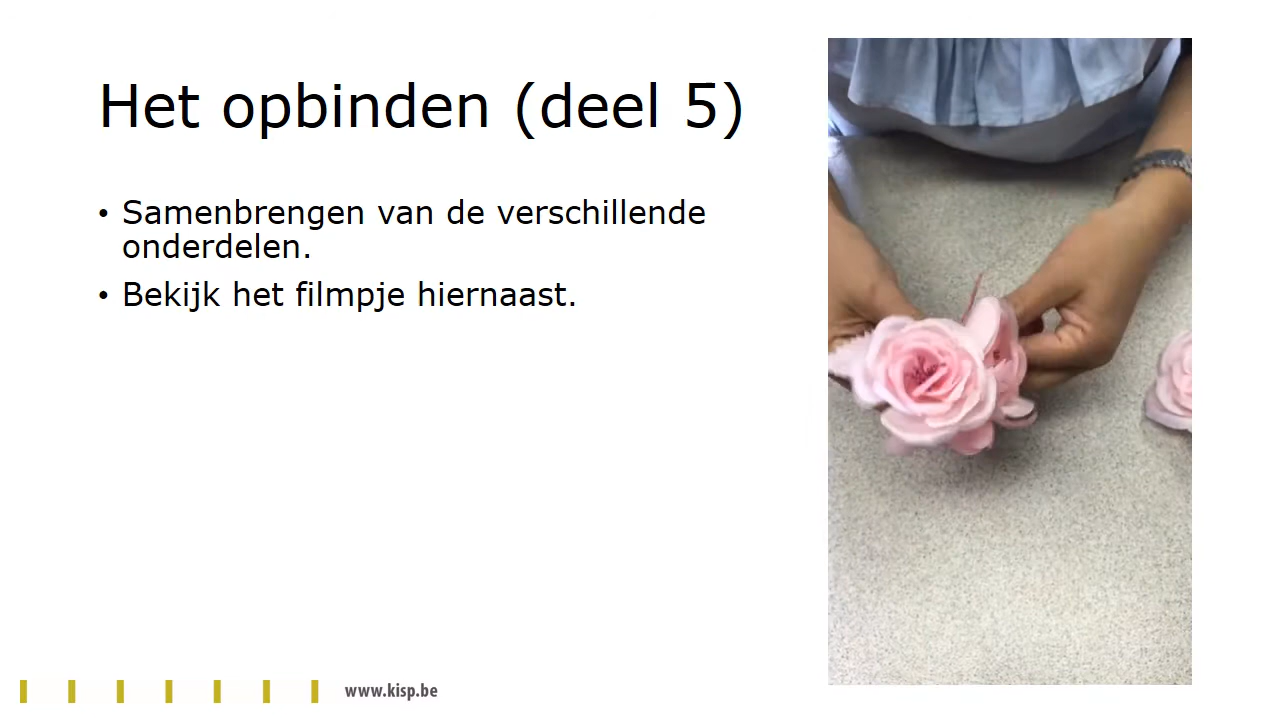 Het opbinden (deel 5)
• Samenbrengen van de verschillende
onderdelen.
• Bekijk het filmpje hiernaast.
www.kisp.be